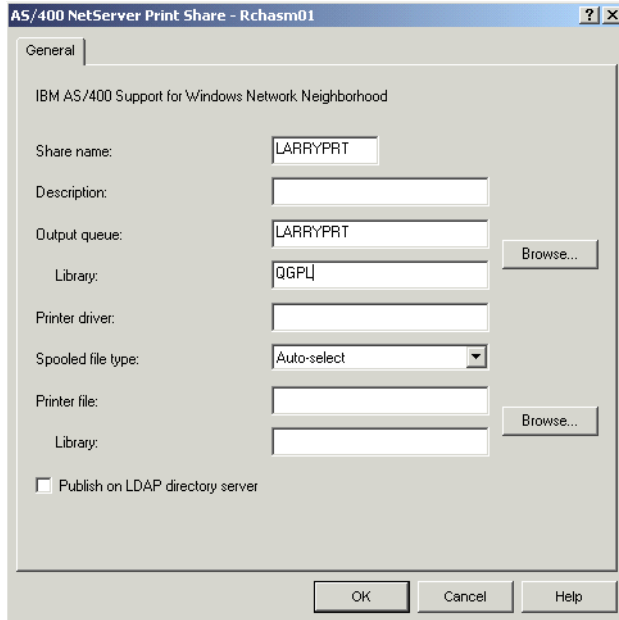 AS/400 NetServer Print Share - Rchasm01
General
IBM AS/400 Support for Windows Network Neighborhood
Share name: LARRYPRT
Description:
Output queue: LARRYPRT
Browse...
Library: QGPL
Printer driver:
Spooled file type: Auto-select
Printer file:
Browse...
Library:
Publish on LDAP directory server
OK Cancel Help